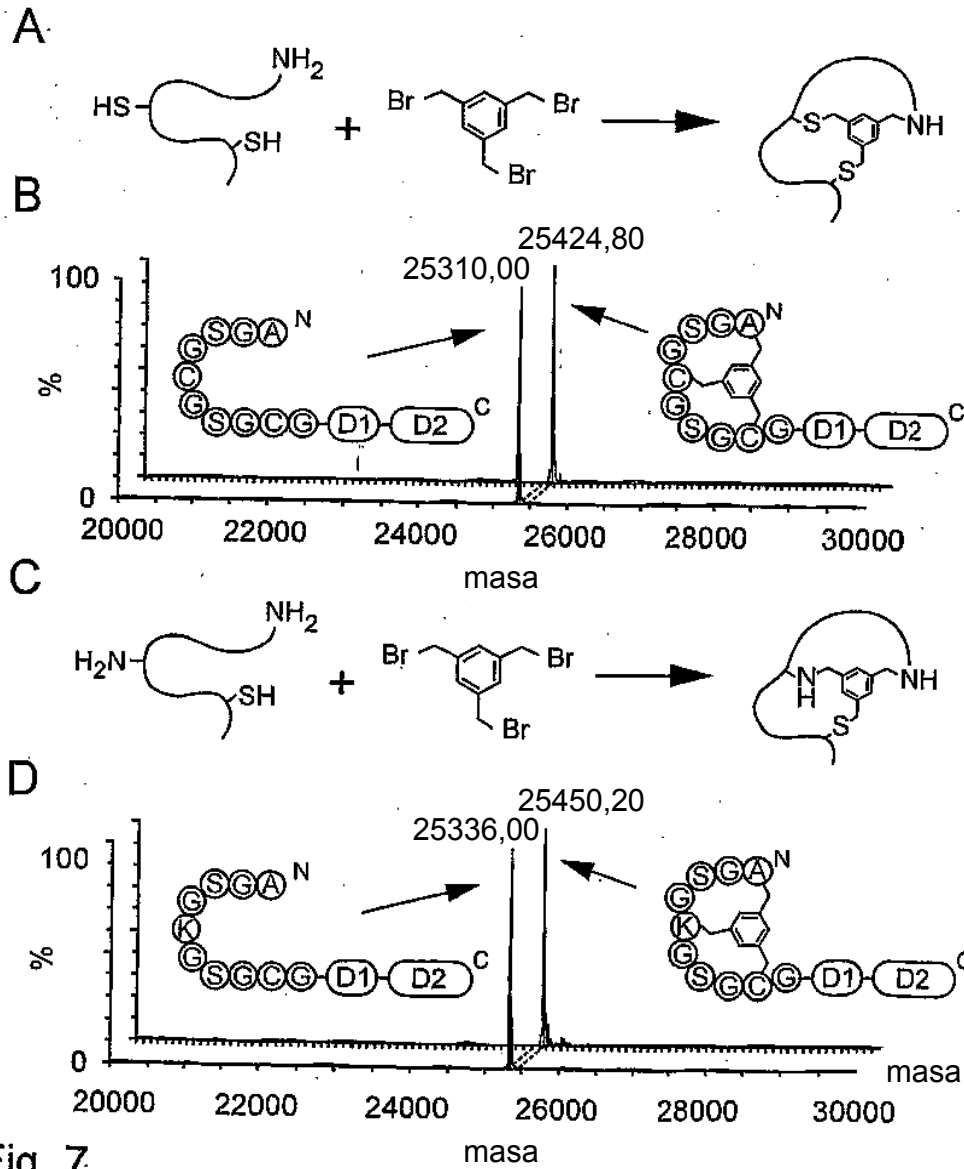 A
NH2
HS
SH
+
Br
Br
Br
S
NH
S
B
25424,80
25310,00
100
%
0
S G A N
G
C
G
S G C G D1 D2 C
S G A N
G
C
G
S G C G D1 D2 C
20000 22000 24000 26000 28000 30000
masa
C
NH2
H2N
SH
+
Br
Br
Br
N
H
NH
S
D
25450,20
25336,00
100
%
0
S G A N
G
K
G
S G C G D1 D2 C
S G A N
G
K
G
S G C G D1 D2 C
masa
20000 22000 24000 26000 28000 30000
masa
Fig. 7